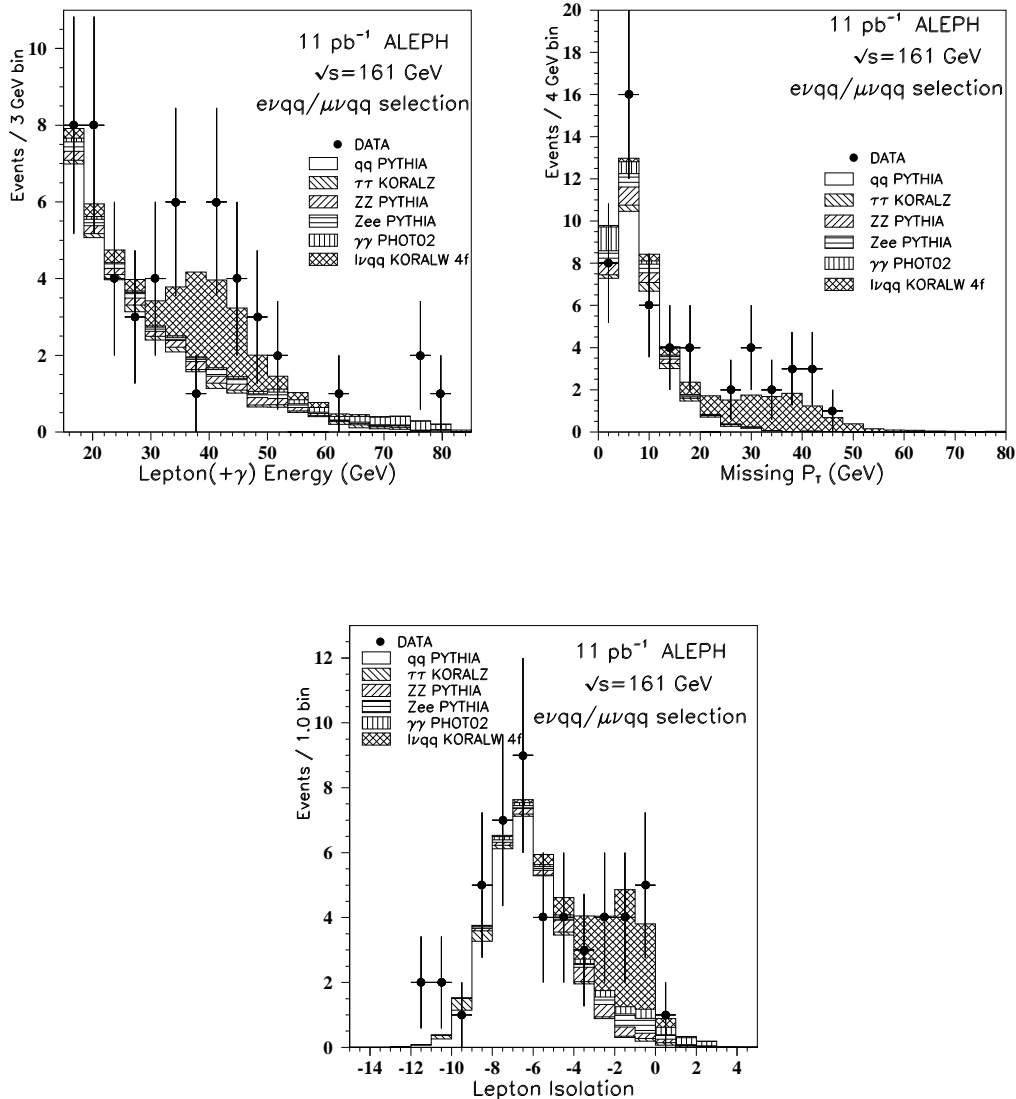 11 pb⁻¹ ALEPH
√s=161 GeV
eνqq/μνqq selection
DATA
qq PYTHIA
ττ KORALZ
ZZ PYTHIA
Zee PYTHIA
γγ PHOT02
lνqq KORALW 4f
Events / 3 GeV bin
10
8
6
4
2
0
20 30 40 50 60 70 80
Lepton(+γ) Energy (GeV)
11 pb⁻¹ ALEPH
√s=161 GeV
eνqq/μνqq selection
DATA
qq PYTHIA
ττ KORALZ
ZZ PYTHIA
Zee PYTHIA
γγ PHOT02
lνqq KORALW 4f
Events / 4 GeV bin
20
18
16
14
12
10
8
6
4
2
0
0 10 20 30 40 50 60 70 80
Missing P_T (GeV)
DATA
qq PYTHIA
ττ KORALZ
ZZ PYTHIA
Zee PYTHIA
γγ PHOT02
lνqq KORALW 4f
11 pb⁻¹ ALEPH
√s=161 GeV
eνqq/μνqq selection
Events / 1.0 bin
12
10
8
6
4
2
0
-14 -12 -10 -8 -6 -4 -2 0 2 4
Lepton Isolation